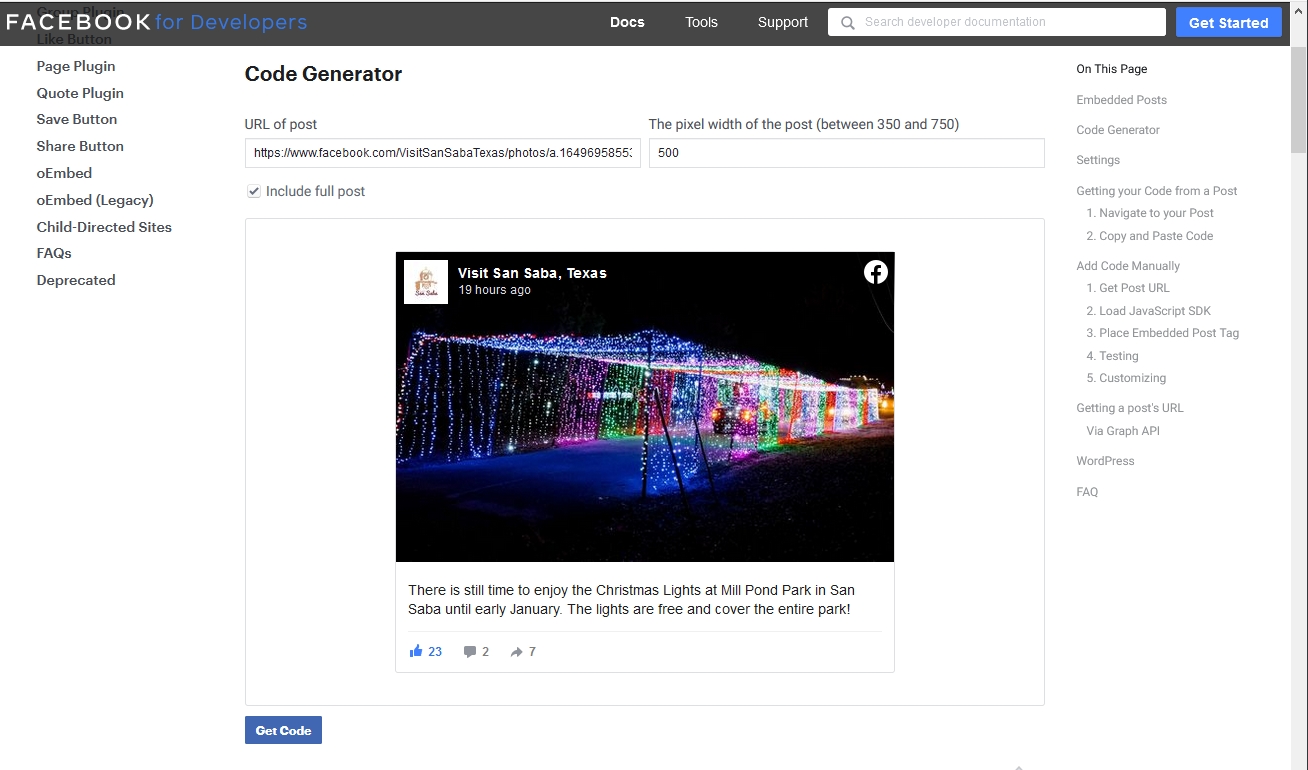 FACEBOOK for Developers
Docs
Tools
Support
Search developer documentation
Get Started
Group Plugin
Like Button
Page Plugin
Quote Plugin
Save Button
Share Button
oEmbed
oEmbed (Legacy)
Child-Directed Sites
FAQs
Deprecated
Code Generator
URL of post
https://www.facebook.com/VisitSanSabaTexas/photos/a.16496958553
The pixel width of the post (between 350 and 750)
500
Include full post
San Saba
Visit San Saba, Texas
19 hours ago
There is still time to enjoy the Christmas Lights at Mill Pond Park in San
Saba until early January. The lights are free and cover the entire park!
23
2
7
Get Code
On This Page
Embedded Posts
Code Generator
Settings
Getting your Code from a Post
1. Navigate to your Post
2. Copy and Paste Code
Add Code Manually
1. Get Post URL
2. Load JavaScript SDK
3. Place Embedded Post Tag
4. Testing
5. Customizing
Getting a post's URL
Via Graph API
WordPress
FAQ